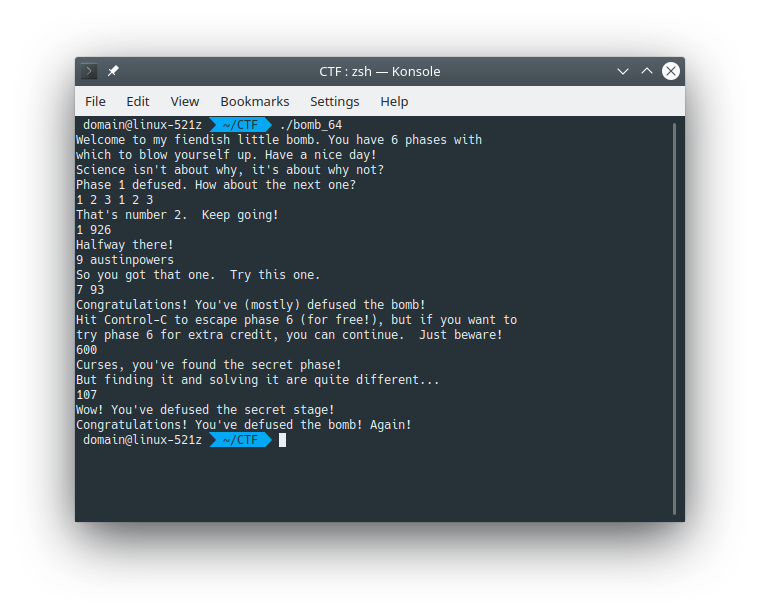 CTF : zsh — Konsole
File Edit View Bookmarks Settings Help
domain@linux-521z ~/CTF ./bomb_64
Welcome to my fiendish little bomb. You have 6 phases with
which to blow yourself up. Have a nice day!
Science isn't about why, it's about why not?
Phase 1 defused. How about the next one?
1 2 3 1 2 3
That's number 2.  Keep going!
1 926
Halfway there!
9 austinpowers
So you got that one.  Try this one.
7 93
Congratulations! You've (mostly) defused the bomb!
Hit Control-C to escape phase 6 (for free!), but if you want to
try phase 6 for extra credit, you can continue.  Just beware!
600
Curses, you've found the secret phase!
But finding it and solving it are quite different...
107
Wow! You've defused the secret stage!
Congratulations! You've defused the bomb! Again!
domain@linux-521z ~/CTF